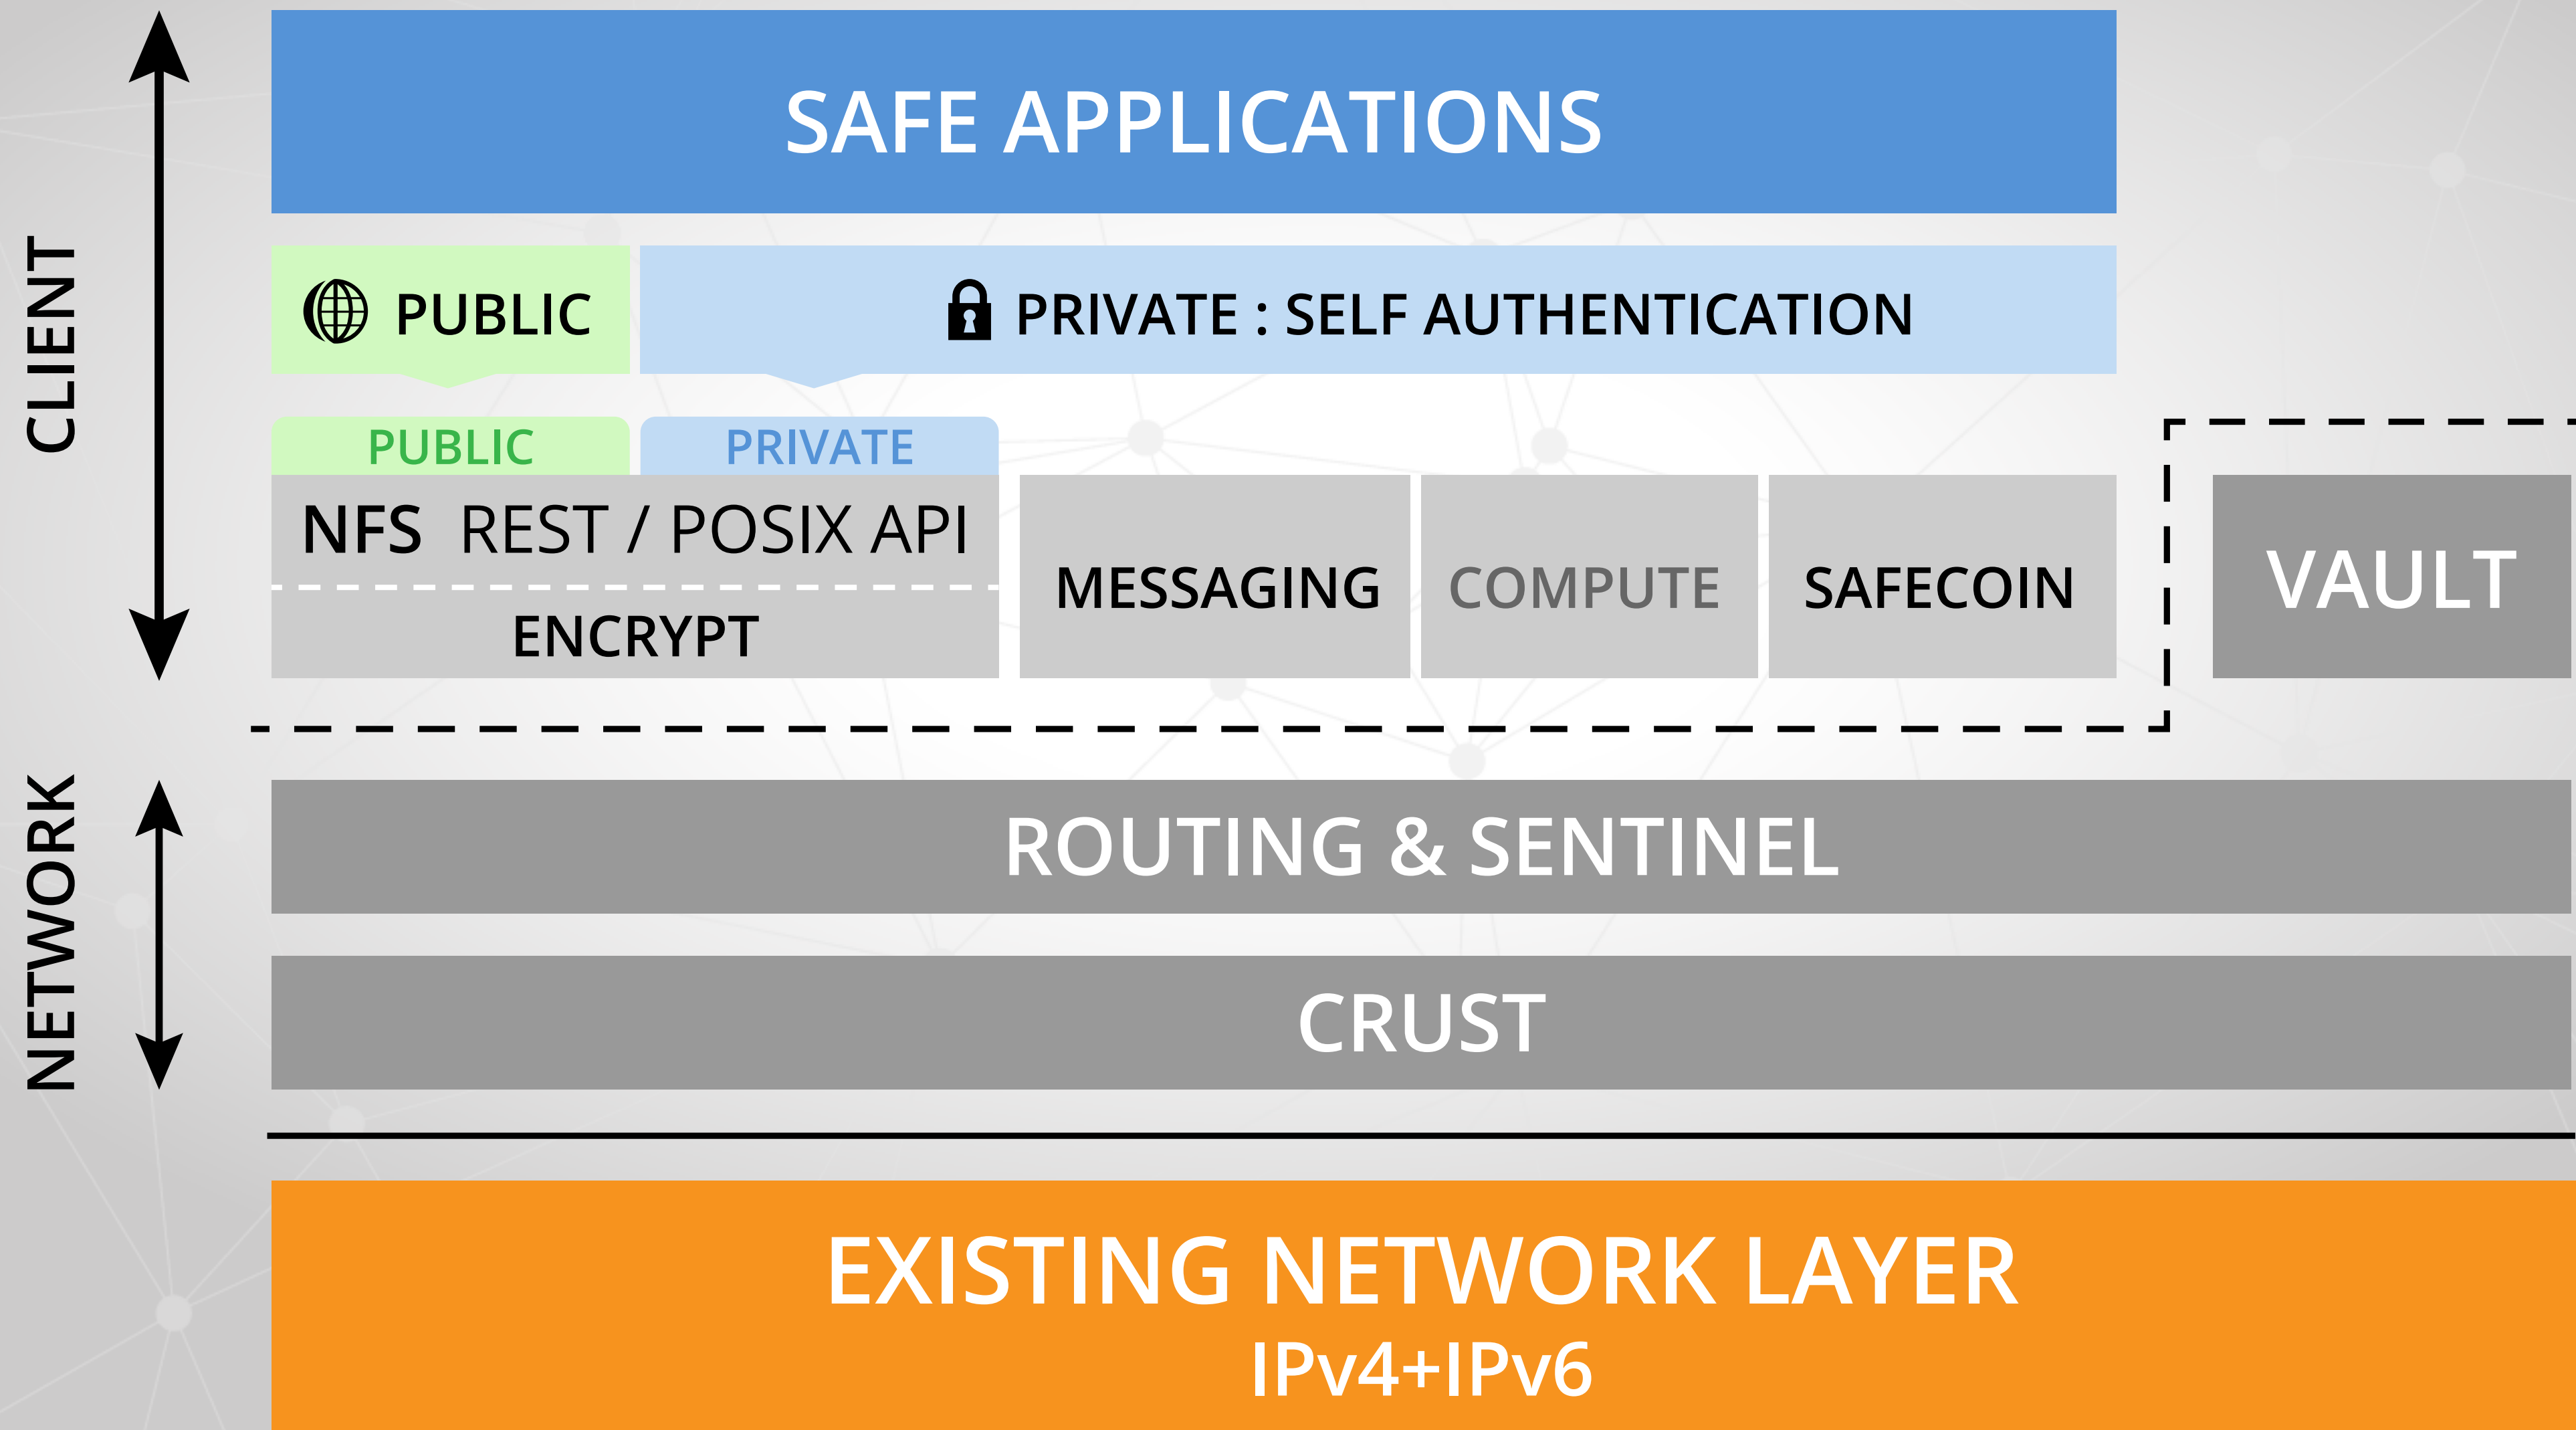 SAFE APPLICATIONS
CLIENT
PUBLIC
PRIVATE : SELF AUTHENTICATION
PUBLIC
PRIVATE
NFS REST / POSIX API
ENCRYPT
MESSAGING
COMPUTE
SAFECOIN
VAULT
NETWORK
ROUTING & SENTINEL
CRUST
EXISTING NETWORK LAYER
IPv4+IPv6